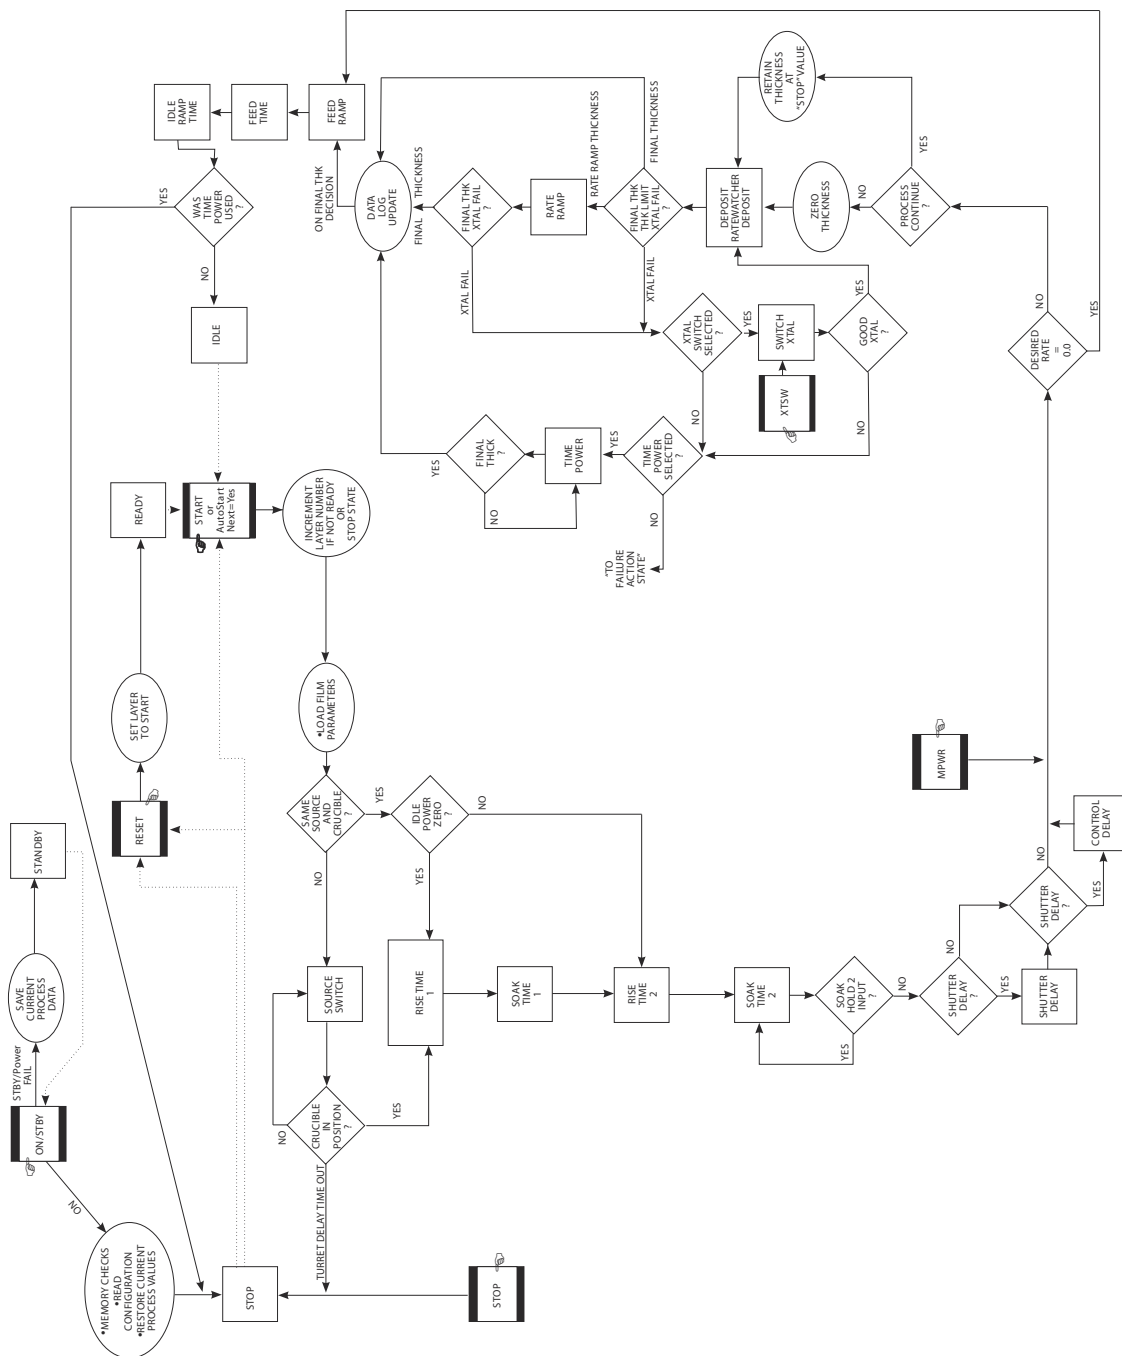 ON/STBY
STBY/Power
FAIL
NO
SAVE
CURRENT
PROCESS
DATA
STANDBY
•MEMORY CHECKS
•READ
CONFIGURATION
•RESTORE CURRENT
PROCESS VALUES
STOP
STOP
RESET
SET LAYER
TO START
READY
START
or
AutoStart
Next=Yes
IDLE
NO
YES
WAS
TIME
POWER
USED
?
IDLE
RAMP
TIME
FEED
TIME
FEED
RAMP
INCREMENT
LAYER NUMBER
IF NOT READY
OR
STOP STATE
•LOAD FILM
PARAMETERS
SAME
SOURCE
AND
CRUCIBLE
?
YES
NO
IDLE
POWER
ZERO
?
YES
NO
SOURCE
SWITCH
CRUCIBLE
IN
POSITION
?
NO
YES
TURRET DELAY TIME OUT
RISE TIME
1
SOAK
TIME
1
RISE TIME
2
SOAK
TIME
2
SOAK
HOLD 2
INPUT
?
YES
NO
SHUTTER
DELAY
?
NO
YES
SHUTTER DELAY
SHUTTER
DELAY
?
NO
YES
CONTROL
DELAY
MPWR
DESIRED
RATE
=
0.0
NO
YES
PROCESS
CONTINUE
?
NO
YES
ZERO
THICKNESS
RETAIN
THICKNESS
AT
"STOP" VALUE
DEPOSIT
RATEWATCHER
DEPOSIT
FINAL THK
THK LIMIT
XTAL FAIL
?
FINAL THICKNESS
RATE RAMP THICKNESS
XTAL FAIL
RATE
RAMP
FINAL THK
XTAL FAIL
?
XTAL FAIL
FINAL THICKNESS
DATA
LOG
UPDATE
ON FINAL THK
DECISION
XTAL
SWITCH
SELECTED
?
YES
NO
SWITCH
XTAL
XTSW
GOOD
XTAL
?
YES
NO
TIME
POWER
SELECTED
?
YES
NO
"TO
FAILURE
ACTION
STATE"
TIME
POWER
FINAL
THICK
?
NO
YES